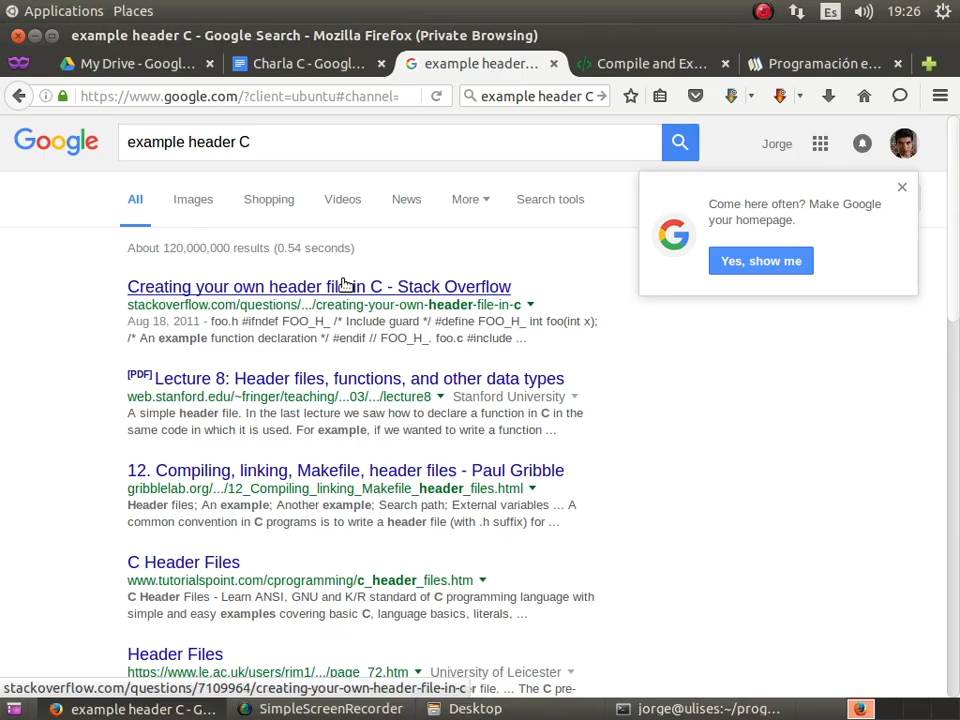 Applications Places
Es
19:26
example header C - Google Search - Mozilla Firefox (Private Browsing)
My Drive - Google...
Charla C - Googl...
example header...
Compile and Exe...
Programación e...
https://www.google.com/?client=ubuntu#channel=
example header C
Google
example header C
Jorge
All
Images
Shopping
Videos
News
More
Search tools
Come here often? Make Google
your homepage.
Yes, show me
About 120,000,000 results (0.54 seconds)
Creating your own header file in C - Stack Overflow
stackoverflow.com/questions/.../creating-your-own-header-file-in-c
Aug 18, 2011 - foo.h #ifndef FOO_H_ /* Include guard */ #define FOO_H_ int foo(int x);
/* An example function declaration */ #endif // FOO_H_. foo.c #include ...
[PDF] Lecture 8: Header files, functions, and other data types
web.stanford.edu/~fringer/teaching/...03/.../lecture8
Stanford University
A simple header file. In the last lecture we saw how to declare a function in C in the
same code in which it is used. For example, if we wanted to write a function ...
12. Compiling, linking, Makefile, header files - Paul Gribble
gribblelab.org/.../12_Compiling_linking_Makefile_header_files.html
Header files; An example; Another example; Search path; External variables ... A
common convention in C programs is to write a header file (with .h suffix) for ...
C Header Files
www.tutorialspoint.com/cprogramming/c_header_files.htm
C Header Files - Learn ANSI, GNU and K/R standard of C programming language with
simple and easy examples covering basic C, language basics, literals, ...
Header Files
https://www.le.ac.uk/users/rjm1/.../page_72.htm
University of Leicester
stackoverflow.com/questions/7109964/creating-your-own-header-file-in-c
file. ... The C pre-
example header C - G...
SimpleScreenRecorder
Desktop
jorge@ulises:~/prog...